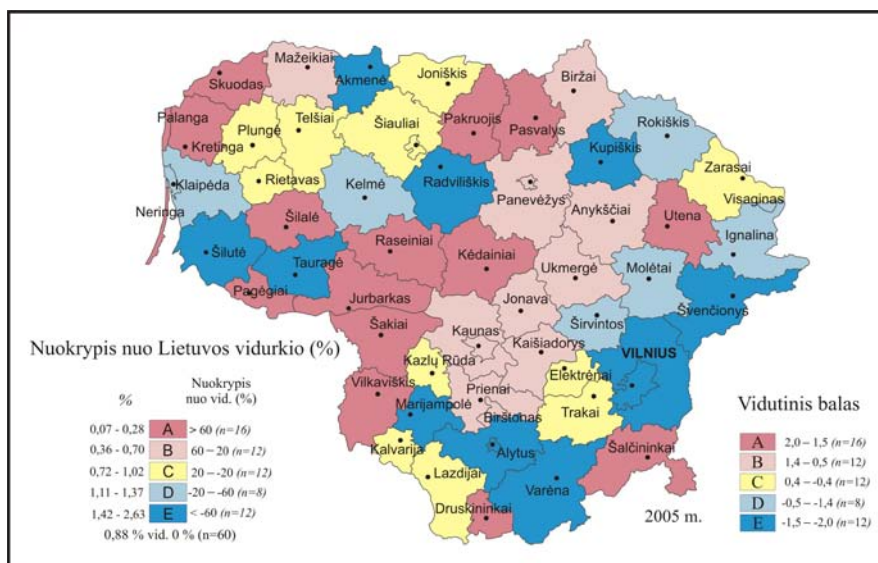 Mažeikiai
Akmenė
Joniškis
Biržai
Skuodas
Palanga
Kretinga
Plungė
Telšiai
Šiauliai
Pakruojis
Pasvalys
Rokiškis
Kupiškis
Zarasai
Visaginas
Klaipėda
Rietavas
Kelmė
Radviliškis
Panevėžys
Anykščiai
Utena
Ignalina
Neringa
Šilalė
Raseiniai
Kėdainiai
Ukmergė
Molėtai
Šilutė
Tauragė
Švenčionys
Pagėgiai
Jurbarkas
Jonava
Širvintos
Šakiai
Kaunas
Kaišiadorys
VILNIUS
Kazlų Rūda
Elektrėnai
Vilkaviškis
Prienai
Trakai
Marijampolė
Birštonas
Kalvarija
Alytus
Šalčininkai
Lazdijai
Varėna
Druskininkai
2005 m.
Nuokrypis nuo Lietuvos vidurkio (%)
% Nuokrypis
nuo vid. (%)
0,07 – 0,28 A > 60 (n=16)
0,36 – 0,70 B 60 – 20 (n=12)
0,72 – 1,02 C 20 – -20 (n=12)
1,11 – 1,37 D -20 – -60 (n=8)
1,42 – 2,63 E < -60 (n=12)
0,88 % vid. 0 % (n=60)
Vidutinis balas
A 2,0 – 1,5 (n=16)
B 1,4 – 0,5 (n=12)
C 0,4 – -0,4 (n=12)
D -0,5 – -1,4 (n=8)
E -1,5 – -2,0 (n=12)